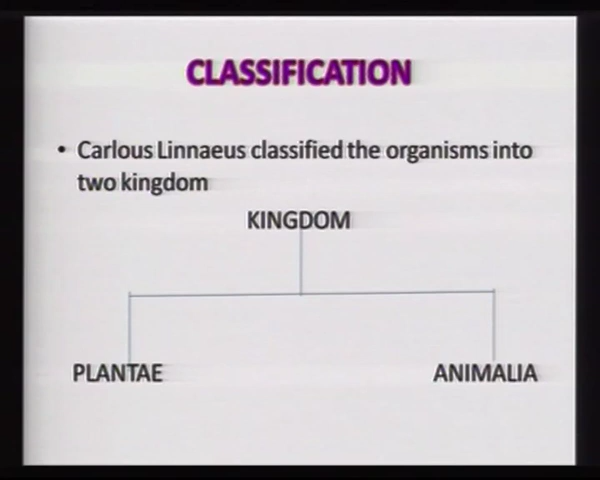 CLASSIFICATION
• Carlous Linnaeus classified the organisms into
two kingdom
KINGDOM
PLANTAE
ANIMALIA